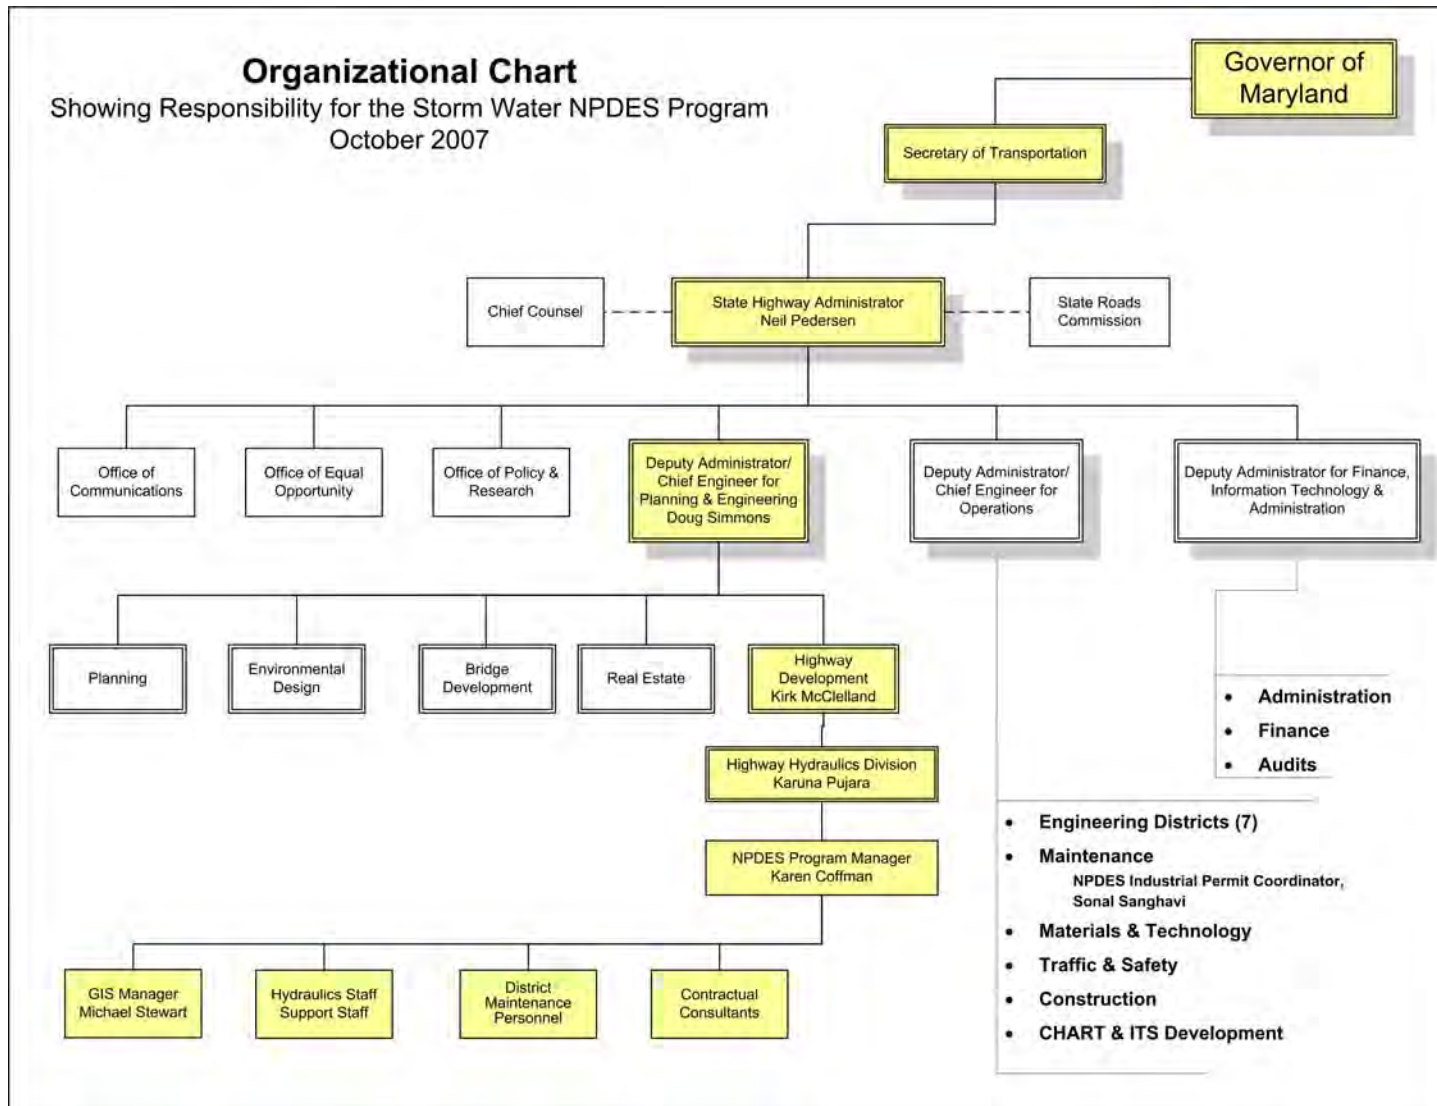 Organizational Chart
Showing Responsibility for the Storm Water NPDES Program
October 2007
Governor of
Maryland
Secretary of Transportation
Chief Counsel
State Highway Administrator
Neil Pedersen
State Roads
Commission
Office of
Communications
Office of Equal
Opportunity
Office of Policy &
Research
Deputy Administrator/
Chief Engineer for
Planning & Engineering
Doug Simmons
Deputy Administrator/
Chief Engineer for
Operations
Deputy Administrator for Finance,
Information Technology &
Administration
Planning
Environmental
Design
Bridge
Development
Real Estate
Highway
Development
Kirk McClelland
Highway Hydraulics Division
Karuna Pujara
NPDES Program Manager
Karen Coffman
GIS Manager
Michael Stewart
Hydraulics Staff
Support Staff
District
Maintenance
Personnel
Contractual
Consultants
• Engineering Districts (7)
• Maintenance
NPDES Industrial Permit Coordinator,
Sonal Sanghavi
• Materials & Technology
• Traffic & Safety
• Construction
• CHART & ITS Development
• Administration
• Finance
• Audits